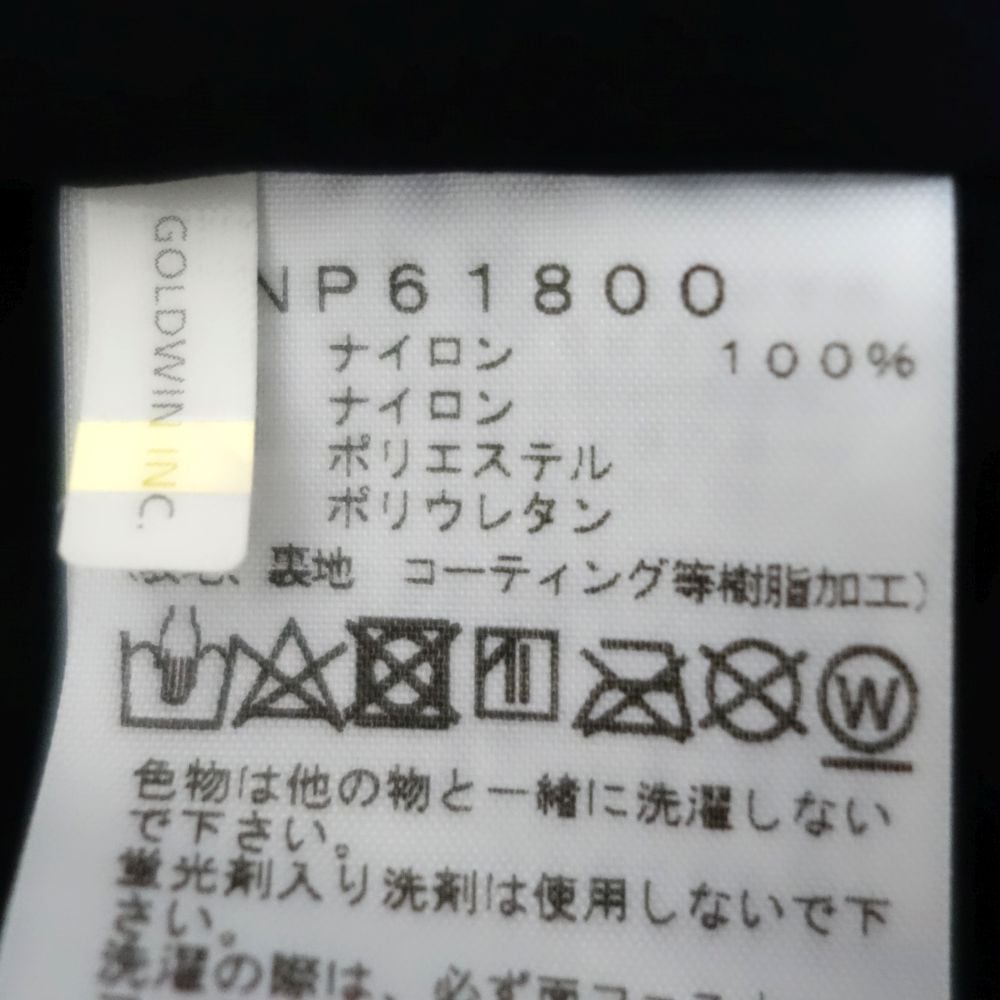 GOLDWIN INC.
NP61800
ナイロン 100%
ナイロン
ポリエステル
ポリウレタン
裏地 コーティング等樹脂加工)
W
色物は他の物と一緒に洗濯しない
で下さい。
蛍光剤入り洗剤は使用しないで下
さい。
洗濯の際は、必ず面